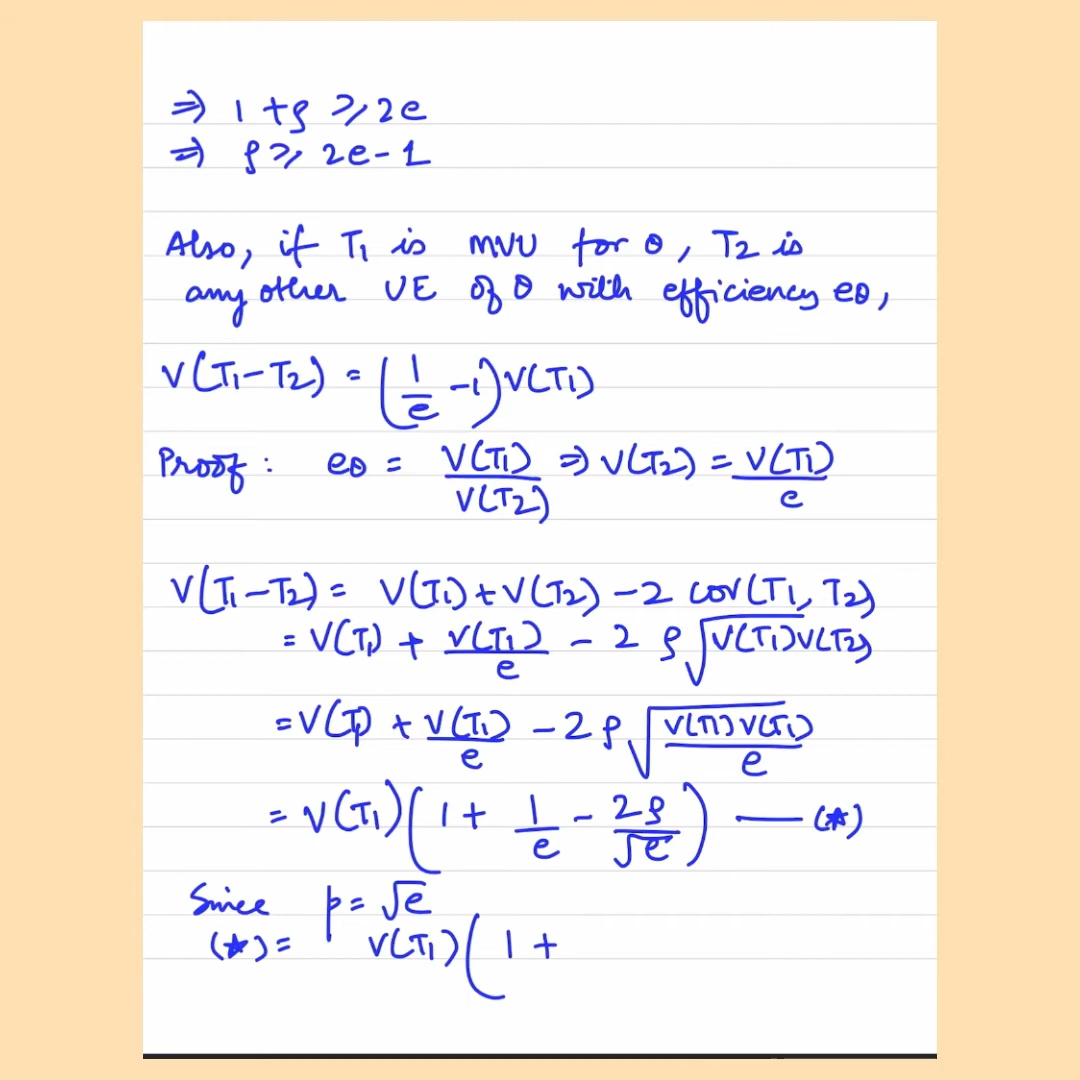 ⇒ 1 + ρ ⩾ 2e
⇒ ρ ⩾ 2e - 1
Also, if T₁ is MVU for θ, T₂ is
any other UE of θ with efficiency eθ,
V(T₁-T₂) = (1/e - 1) V(T₁)
Proof: eθ = V(T₁)/V(T₂) ⇒ V(T₂) = V(T₁)/e
V(T₁-T₂) = V(T₁) + V(T₂) - 2 cov(T₁, T₂)
= V(T₁) + V(T₁)/e - 2 ρ √(V(T₁)V(T₂))
= V(T₁) + V(T₁)/e - 2 ρ √(V(T₁)V(T₁)/e)
= V(T₁) (1 + 1/e - 2ρ/√e) — (*)
Since ρ = √e
(*) = V(T₁) (1 +